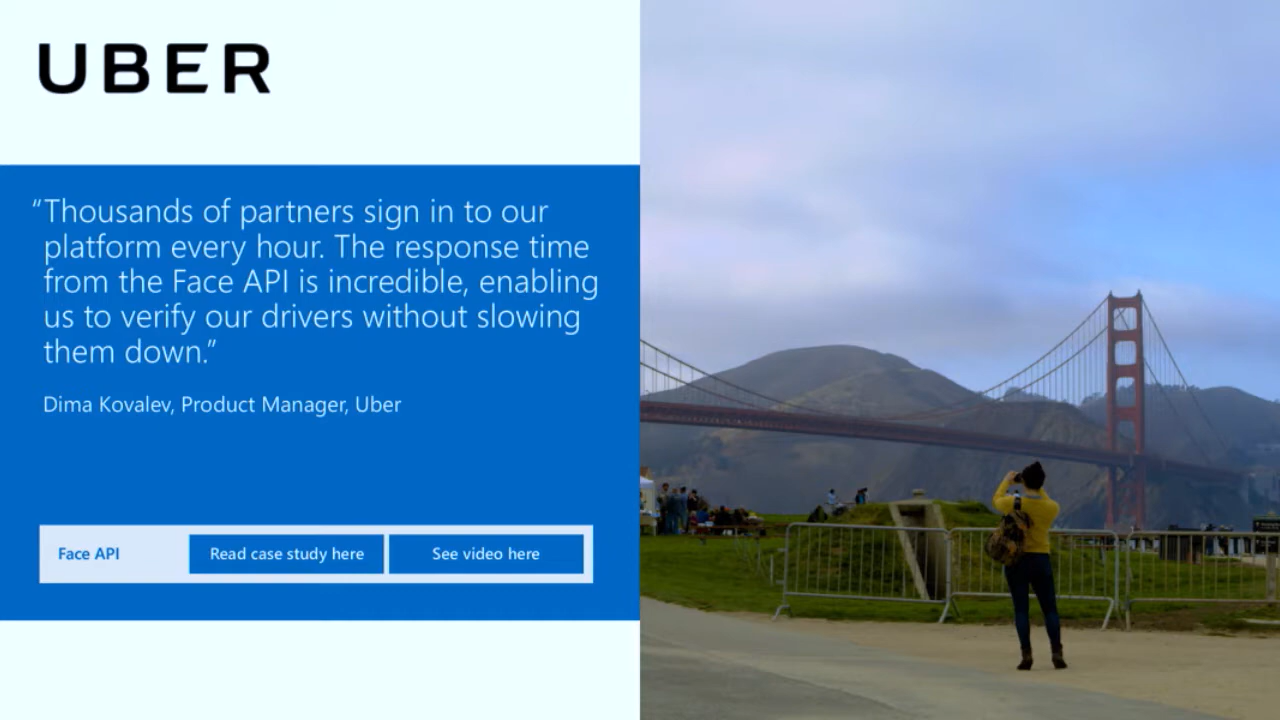 UBER
“Thousands of partners sign in to our
platform every hour. The response time
from the Face API is incredible, enabling
us to verify our drivers without slowing
them down.”
Dima Kovalev, Product Manager, Uber
Face API
Read case study here
See video here